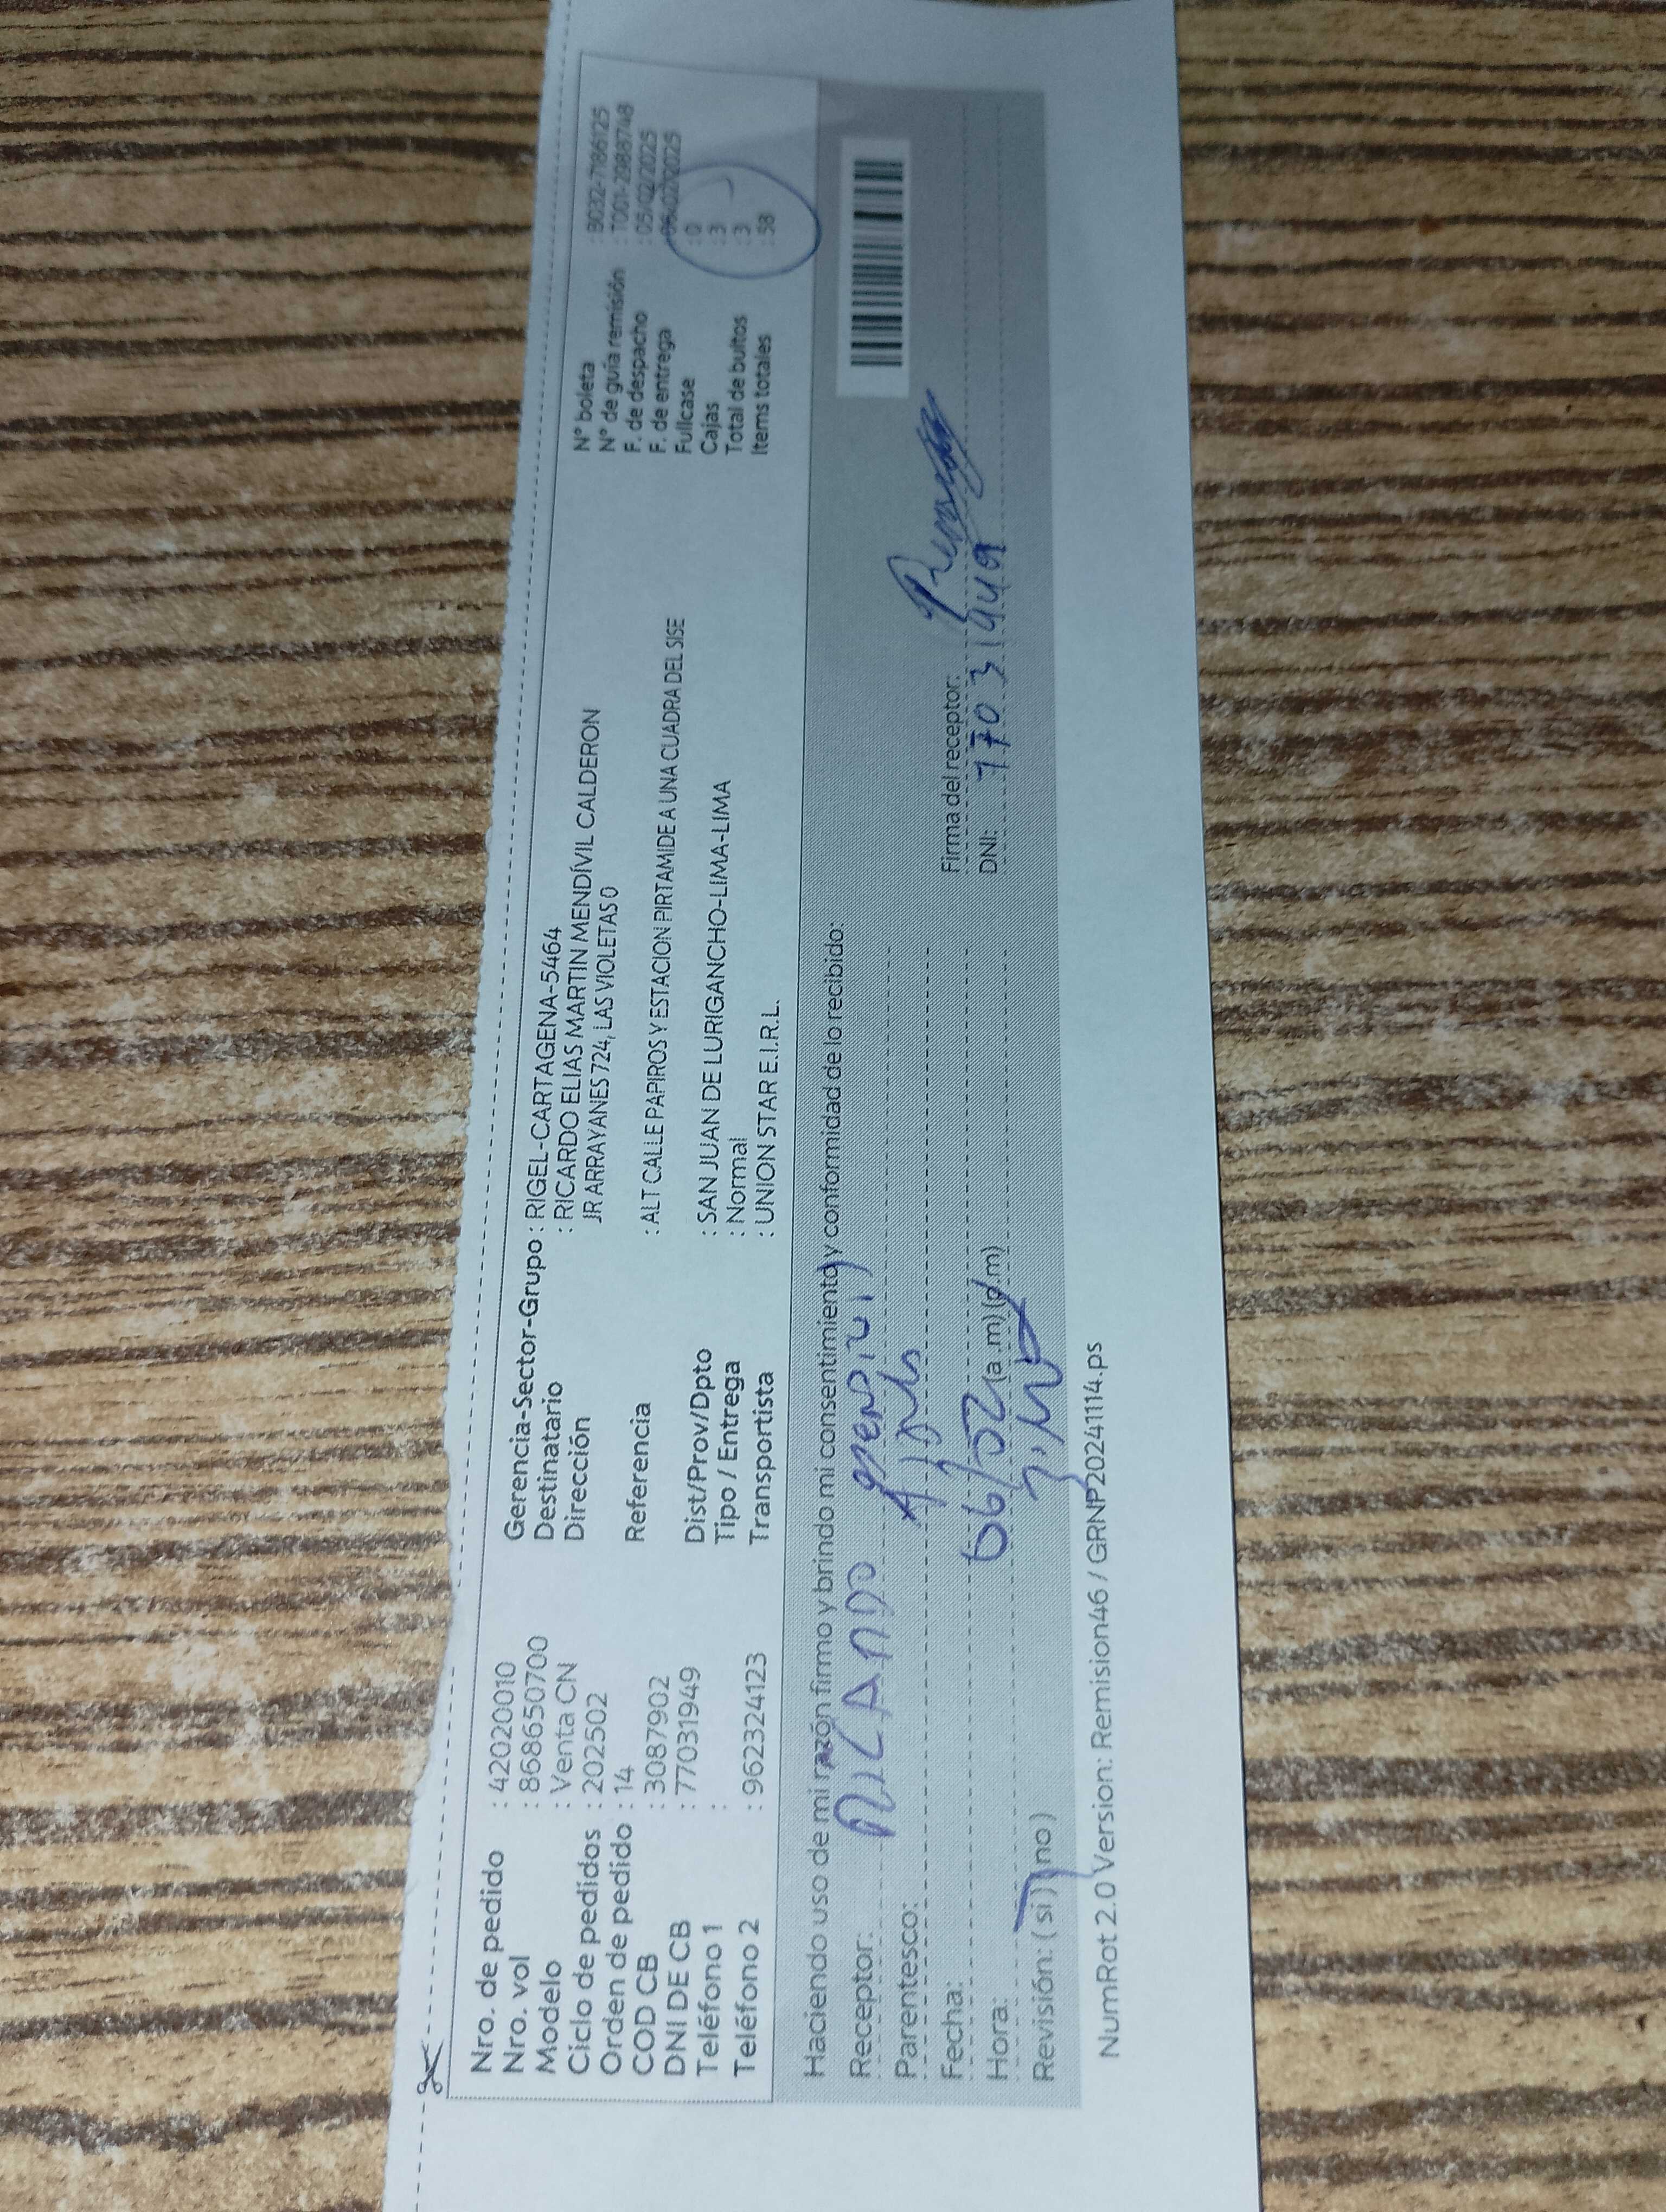 Nro. de pedido : 420200010
Nro. vol : 8686650700
Modelo : Venta CN
Ciclo de pedidos : 202502
Orden de pedido : 14
COD CB : 3087902
DNI DE CB : 77031949
Teléfono 1 :
Teléfono 2 : 962324123
Gerencia-Sector-Grupo : RIGEL-CARTAGENA-5464
Destinatario : RICARDO ELIAS MARTIN MENDÍVIL CALDERON
Dirección JR ARRAYANES 724, LAS VIOLETAS 0
Referencia : ALT CALLE PAPIROS Y ESTACION PIRTAMIDE A UNA CUADRA DEL SISE
Dist/Prov/Dpto : SAN JUAN DE LURIGANCHO-LIMA-LIMA
Tipo / Entrega : Normal
Transportista : UNION STAR E.I.R.L.
N° boleta : B032-7186125
N° de guía remisión : T001-29887748
F. de despacho : 05/02/2025
F. de entrega : 06/02/2025
Fullcase : 0
Cajas : 3
Total de bultos : 3
Items totales : 58
Haciendo uso de mi razón firmo y brindo mi consentimiento y conformidad de lo recibido:
Receptor:
Parentesco:
Fecha: 06/02
Hora: (a.m) (p.m)
Revisión: (si) (no)
Firma del receptor:
DNI: 77031949
NumRot 2.0 Version: Remision46 / GRNP20241114.ps